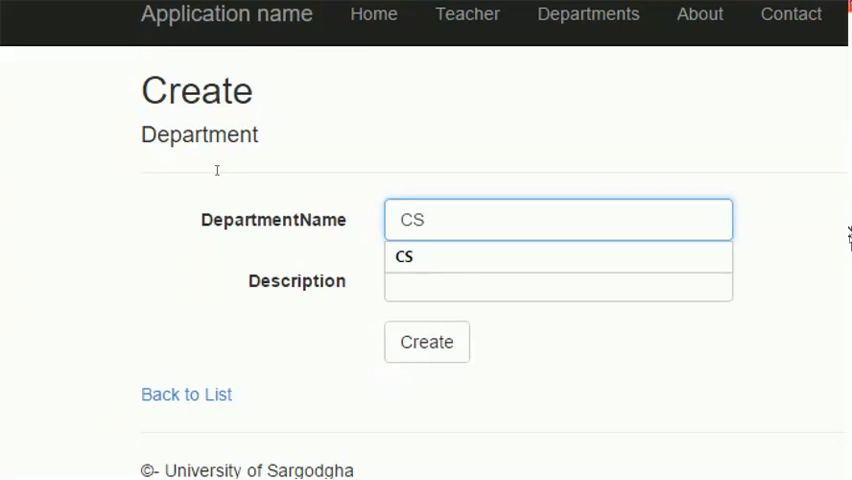 Application name Home Teacher Departments About Contact
Create
Department
DepartmentName CS
CS
Description
Create
Back to List
©- University of Sargodgha